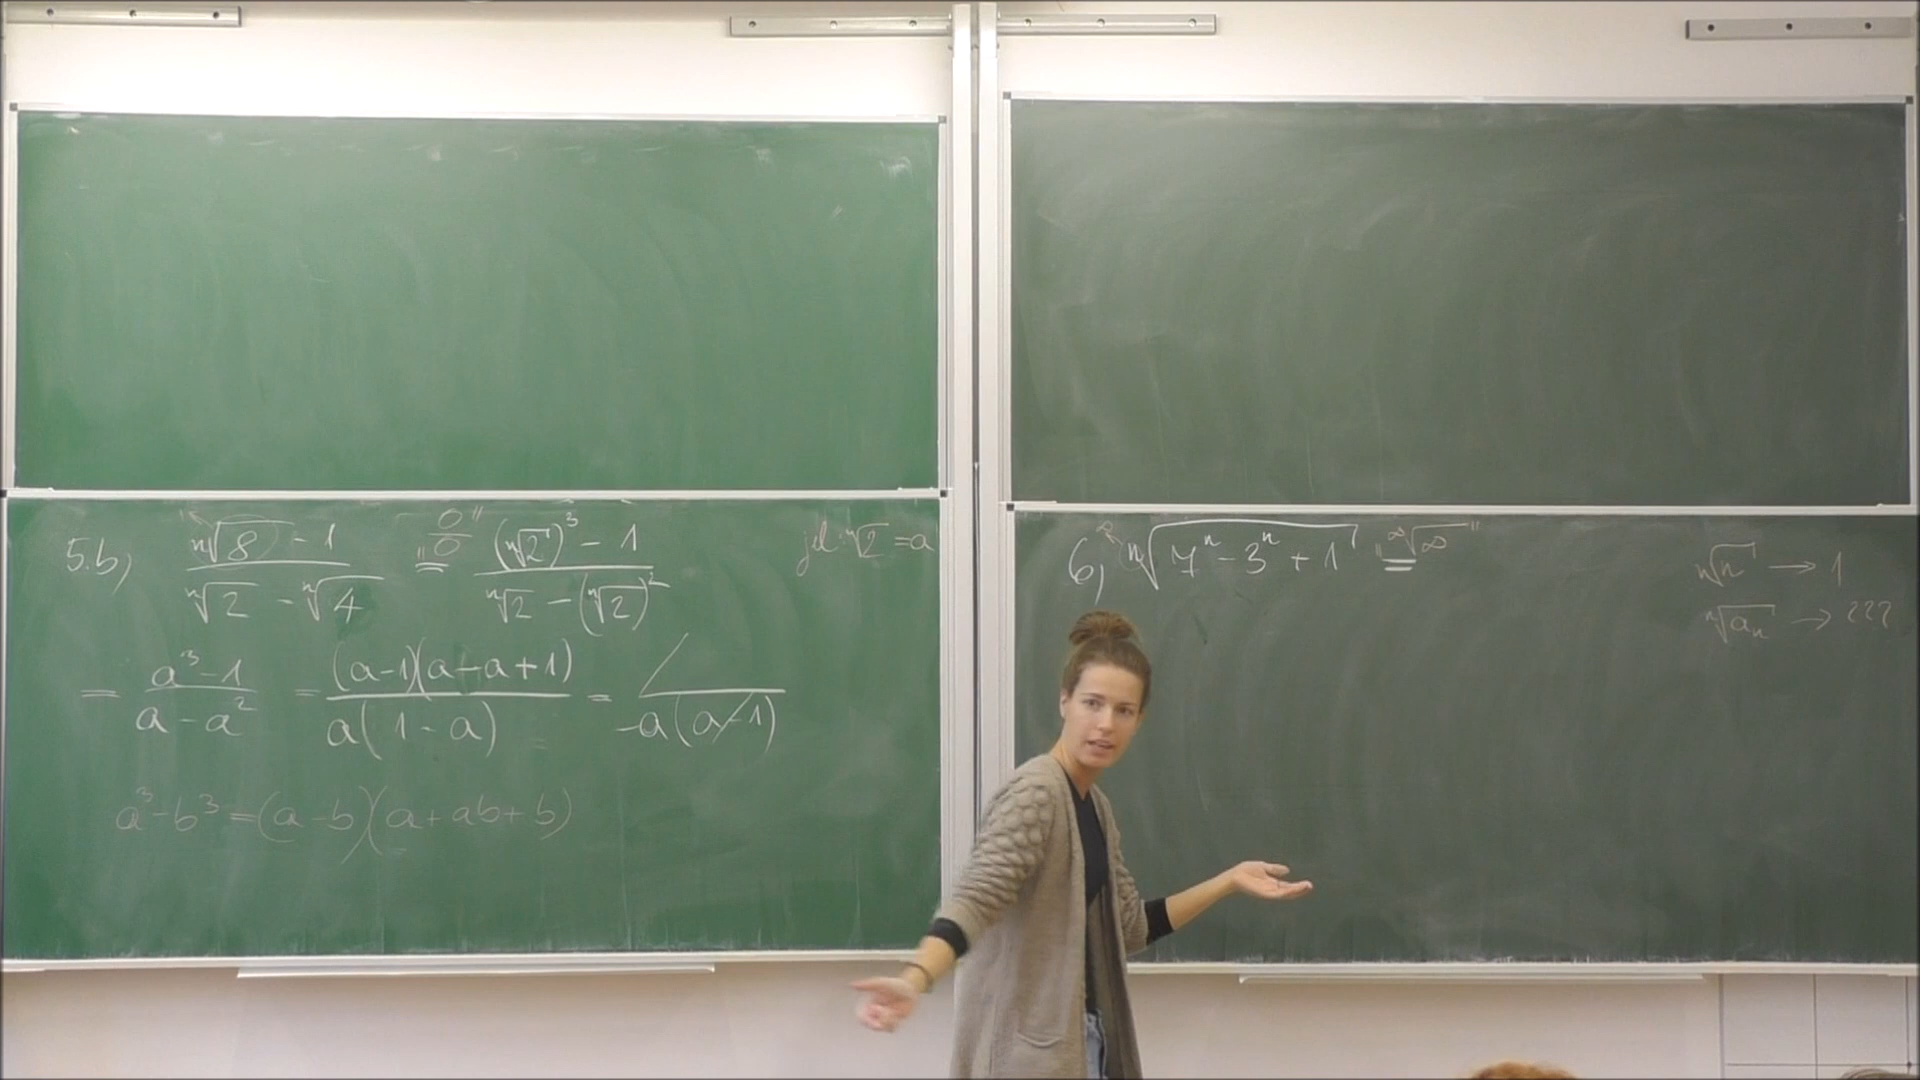 5.b) (ⁿ√8 - 1)/(ⁿ√2 - ⁿ√4) "0/0" = ((ⁿ√2)³ - 1)/(ⁿ√2 - (ⁿ√2)²) jel: ⁿ√2 = a
= (a³-1)/(a-a²) = (a-1)(a-a+1)/(a(1-a)) = /(-a(a-1))
a³-b³=(a-b)(a+ab+b)
6, ⁿ√(7ⁿ-3ⁿ+1) = "∞√∞"
ⁿ√n → 1
ⁿ√aₙ → ???